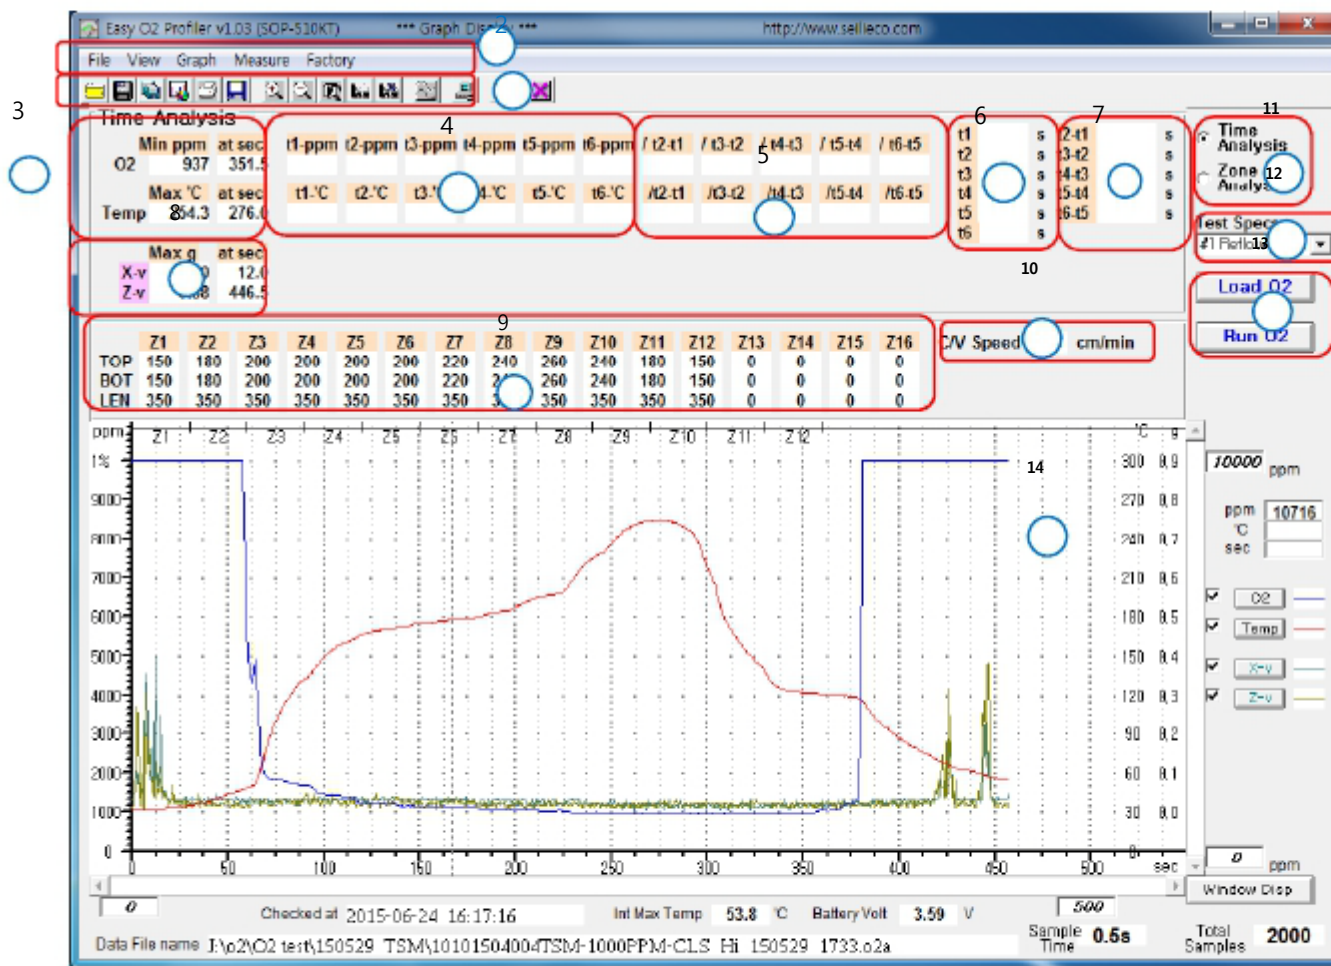 Easy O2 Profiler v1.03 (SOP-510KT) *** Graph *** http://www.seilleco.com
2
File View Graph Measure Factory
3
Time Analysis
Min ppm at sec
O2 937 351.5
Max °C at sec
Temp 276.
8
4
t1-ppm t2-ppm t3-ppm t4-ppm t5-ppm t6-ppm
t1-°C t2-°C t5-°C t6-°C
5
/ t2-t1 / t3-t2 / t4-t3 / t5-t4 / t6-t5
/t2-t1 /t3-t2 /t4-t3 /t5-t4 /t6-t5
6
t1 s
t2 s
t3 s
t4 s
t5 s
t6 s
7
s
s
s
s
s
11
Time Analysis
12
Zone
Test Specs
13
#1
Load O2
Run O2
Max g at sec
X-v 12.0
Z-v 446.5
10
9
Z1 Z2 Z3 Z4 Z5 Z6 Z7 Z8 Z9 Z10 Z11 Z12 Z13 Z14 Z15 Z16
TOP 150 180 200 200 200 200 220 240 260 240 180 150 0 0 0 0
BOT 150 180 200 200 200 200 220 260 240 180 150 0 0 0 0
LEN 350 350 350 350 350 350 350 350 350 350 350 0 0 0 0
C/V Speed cm/min
ppm Z1 Z2 Z3 Z4 Z5 Z6 Z7 Z8 Z9 Z10 Z11 Z12 °C g
1% 300 0,9
9000 270 0,8
8000 240 0,7
7000 210 0,6
6000 180 0,5
5000 150 0,4
4000 120 0,3
3000 90 0,2
2000 60 0,1
1000 30 0,0
0 0
0 50 100 150 200 250 300 350 400 450 500 sec
14
10000 ppm
ppm 10716
°C
sec
O2
Temp
X-v
Z-v
0 ppm
Window Disp
0 500
Checked at 2015-06-24 16:17:16 Int Max Temp 53.8 °C Battery Volt 3.59 V
Sample Time 0.5s Total Samples 2000
Data File name J:\o2\O2 test\150529_TSM\10101504004TSM-1000PPM-CLS_Hi_150529_1733.o2a